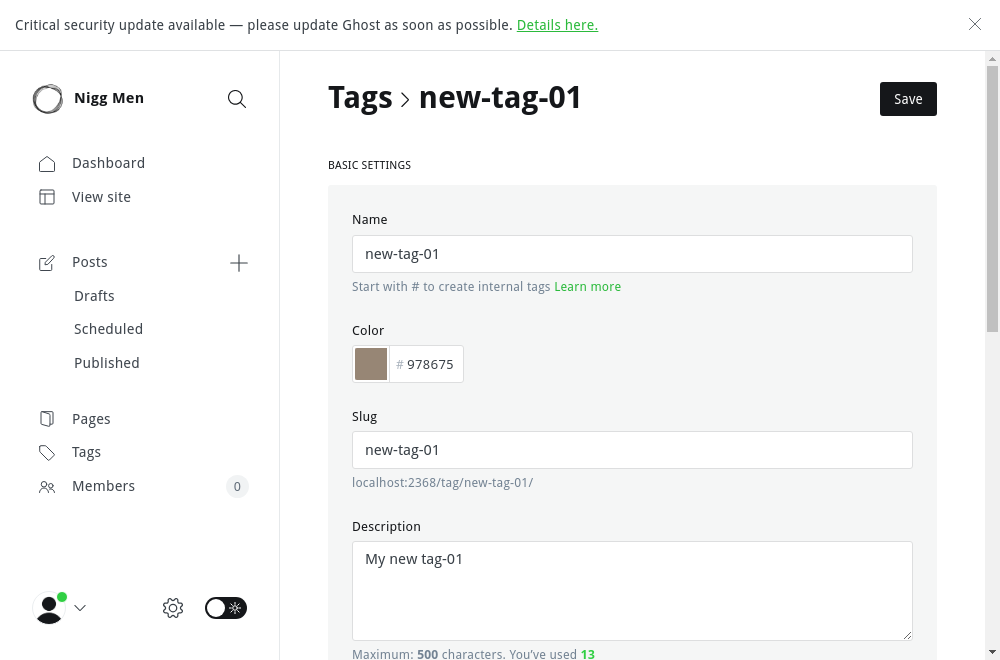 Critical security update available — please update Ghost as soon as possible. Details here.
Nigg Men
Dashboard
View site
Posts
Drafts
Scheduled
Published
Pages
Tags
Members
0
Tags
new-tag-01
Save
BASIC SETTINGS
Name
new-tag-01
Start with # to create internal tags Learn more
Color
# 978675
Slug
new-tag-01
localhost:2368/tag/new-tag-01/
Description
My new tag-01
Maximum: 500 characters. You’ve used 13